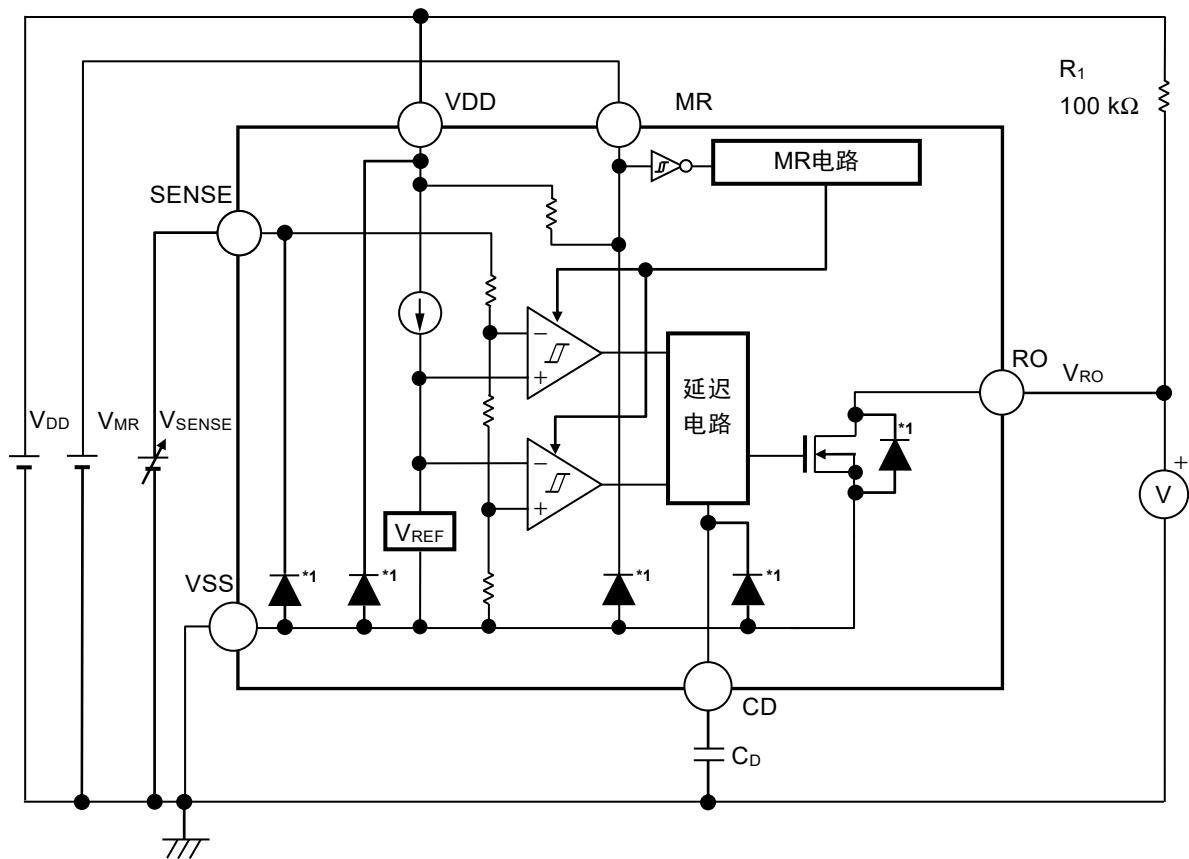 R1
100 kΩ
VDD
MR
MR电路
SENSE
RO
VRO
延迟
电路
VDD
VMR
VSENSE
*1
−
+
−
+
+
V
VREF
VSS
*1
*1
*1
*1
CD
CD